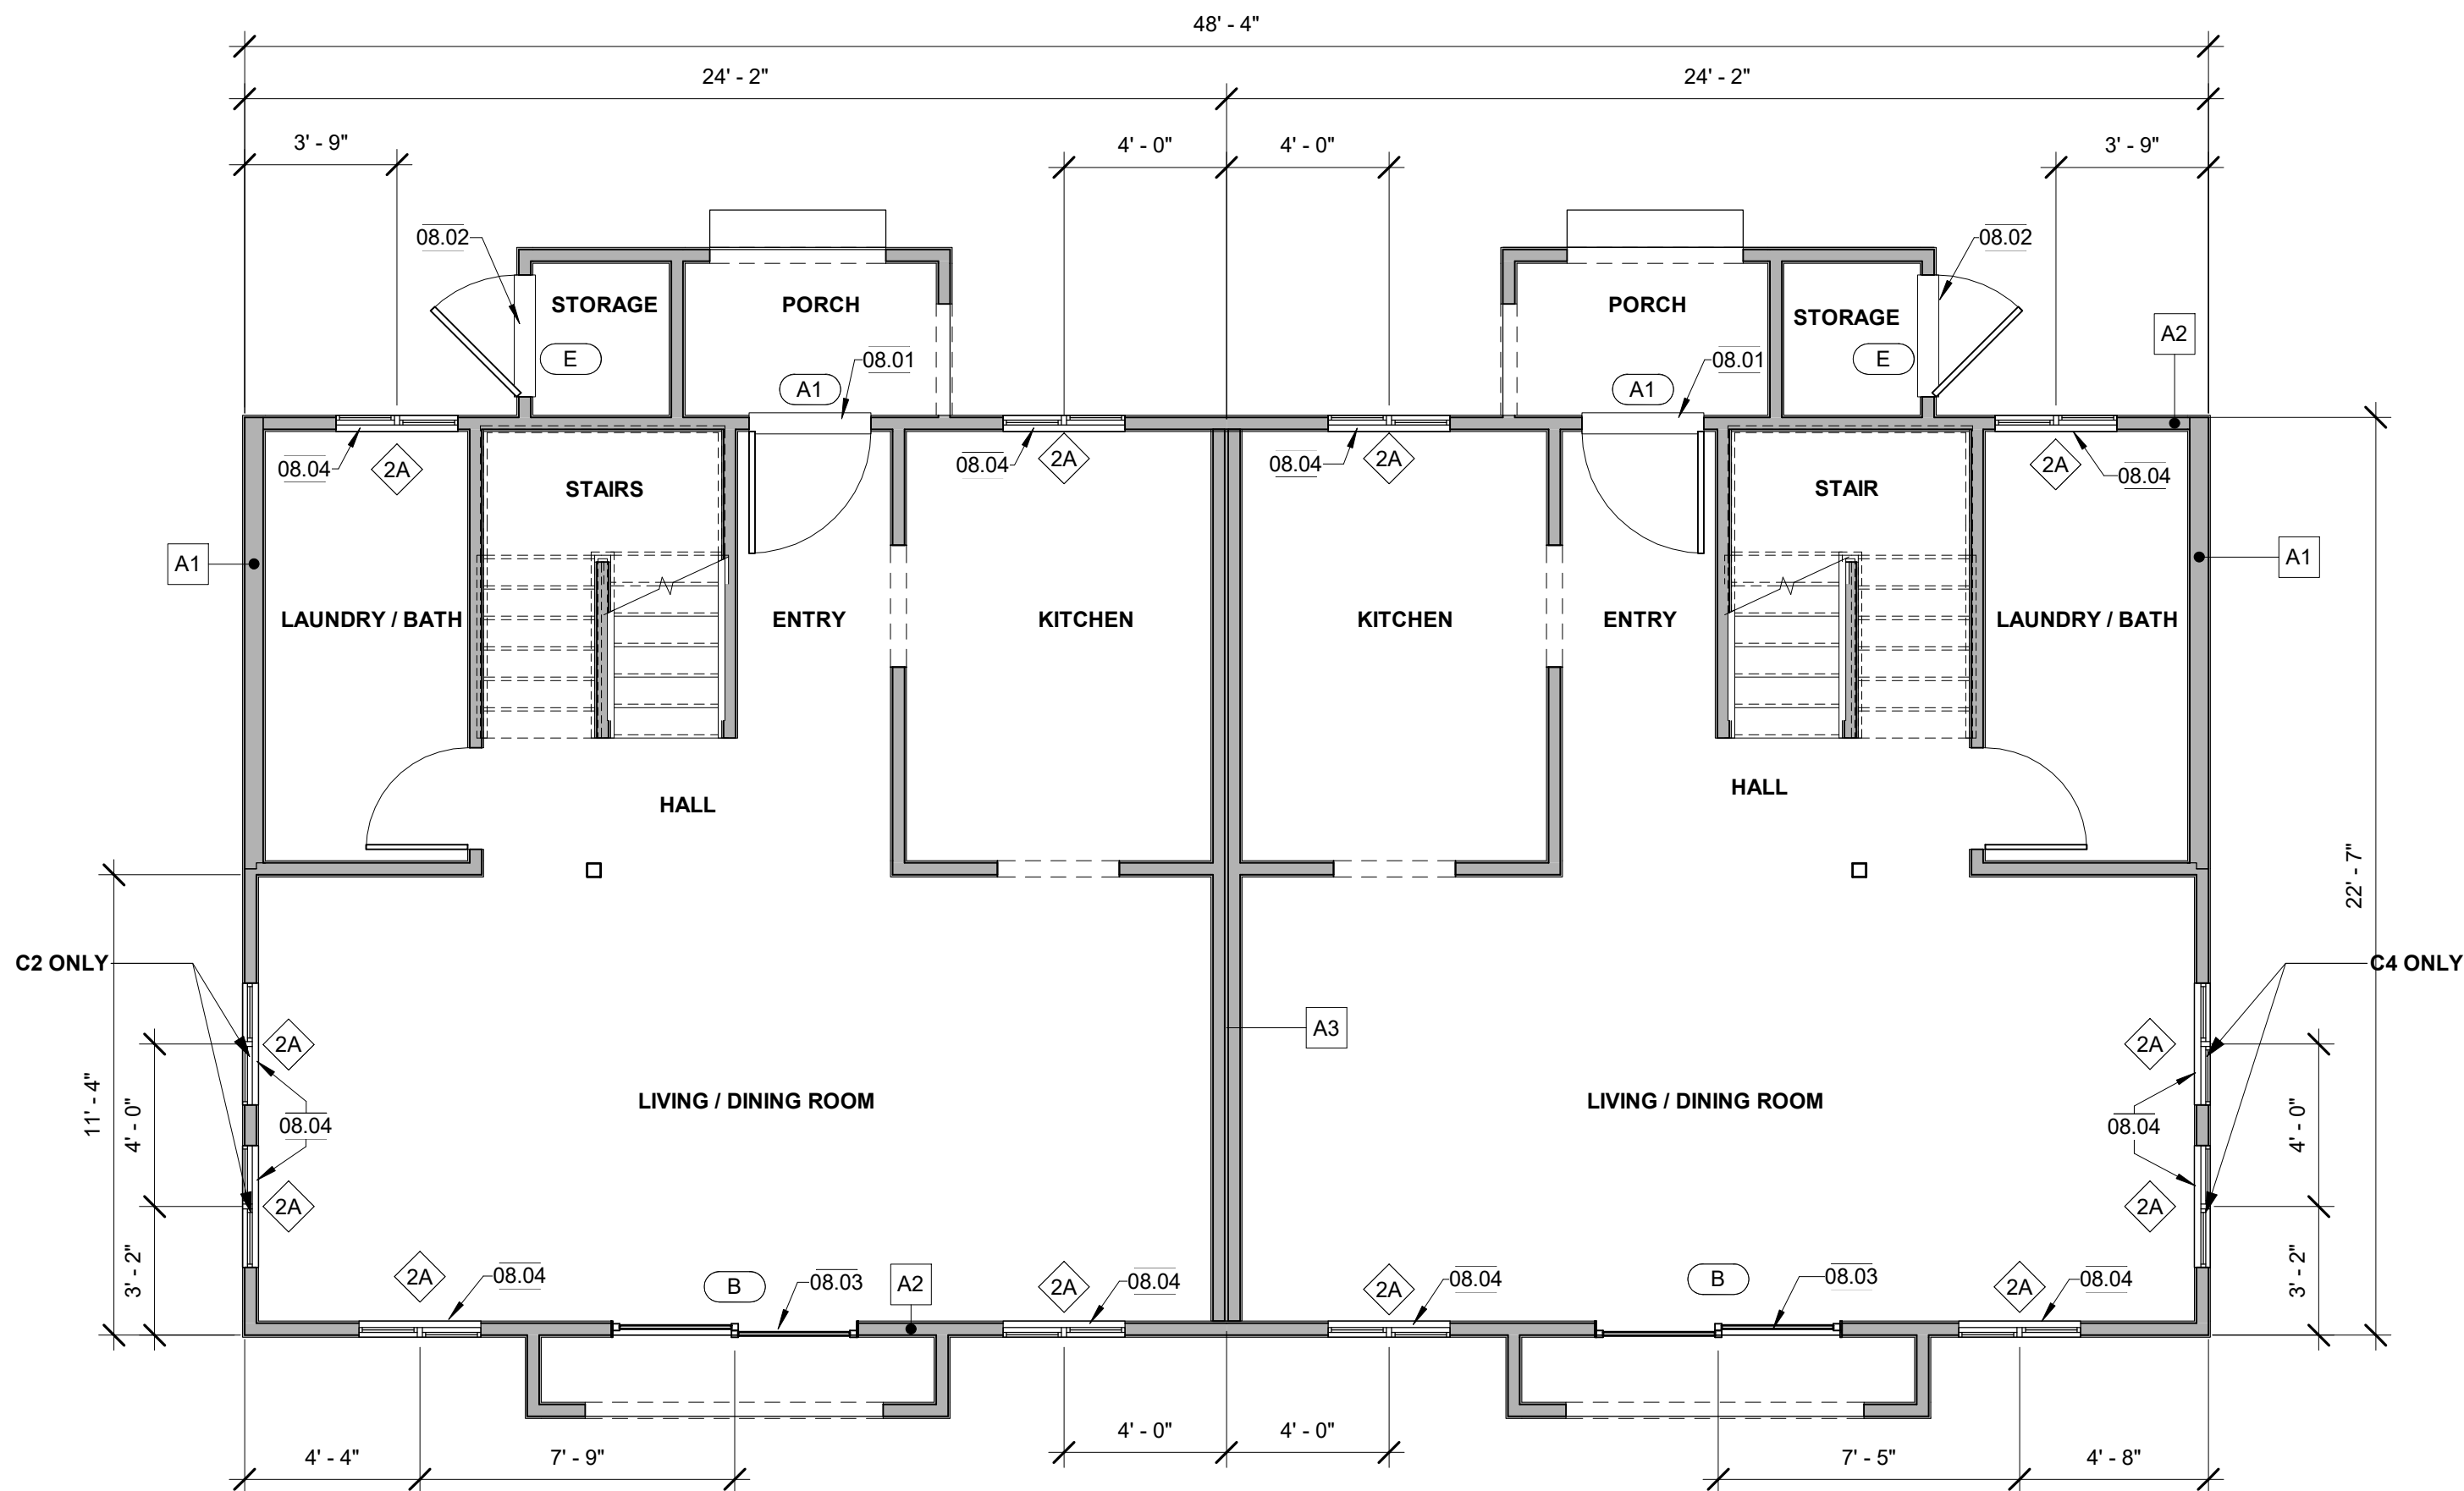 48' - 4"
24' - 2"
24' - 2"
3' - 9"
4' - 0"
4' - 0"
3' - 9"
08.02
08.02
STORAGE
PORCH
PORCH
STORAGE
A2
E
08.01
08.01
E
A1
A1
08.04
2A
08.04
2A
08.04
2A
2A
08.04
STAIRS
STAIR
A1
A1
LAUNDRY / BATH
ENTRY
KITCHEN
KITCHEN
ENTRY
LAUNDRY / BATH
HALL
HALL
22' - 7"
C2 ONLY
C4 ONLY
A3
2A
2A
11' - 4"
4' - 0"
4' - 0"
LIVING / DINING ROOM
LIVING / DINING ROOM
08.04
08.04
2A
2A
3' - 2"
3' - 2"
2A
08.04
B
08.03
A2
2A
08.04
2A
08.04
B
08.03
2A
08.04
4' - 0"
4' - 0"
4' - 4"
7' - 9"
7' - 5"
4' - 8"